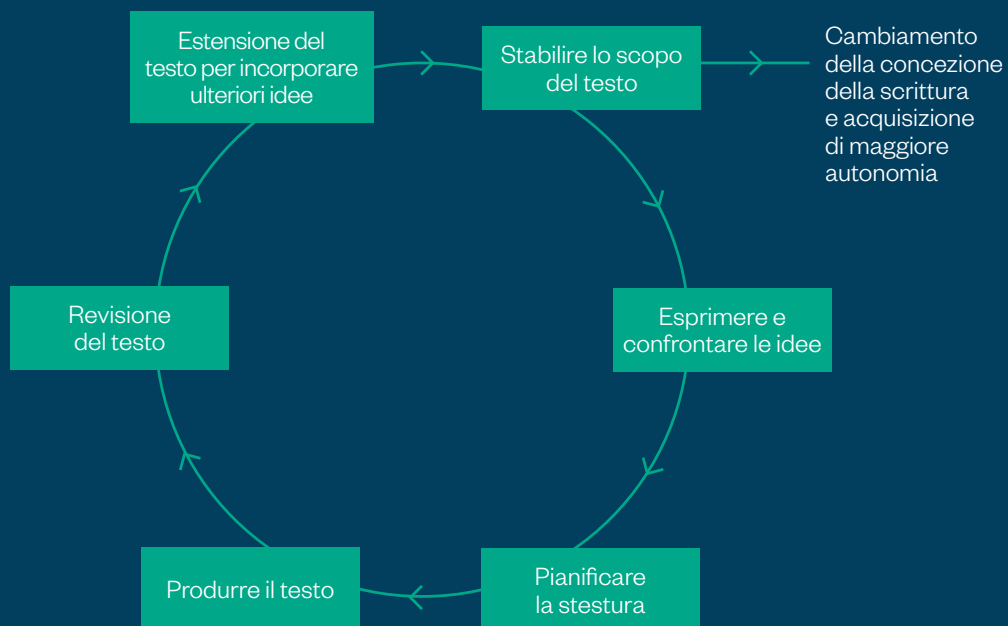 Estensione del
testo per incorporare
ulteriori idee
Stabilire lo scopo
del testo
Cambiamento
della concezione
della scrittura
e acquisizione
di maggiore
autonomia
Esprimere e
confrontare le idee
Pianificare
la stestura
Produrre il testo
Revisione
del testo